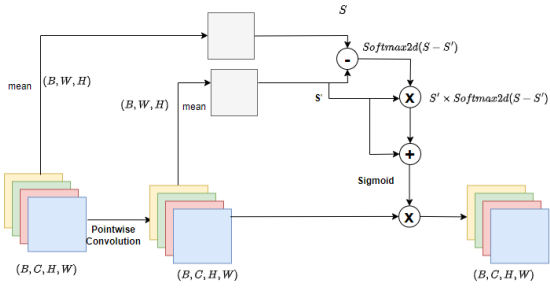 S
Softmax2d(S − S′)
-
(B, W, H)
mean
(B, W, H)
mean
S'
X
S′ × Softmax2d(S − S′)
+
Sigmoid
Pointwise
Convolution
X
(B, C, H, W)
(B, C, H, W)
(B, C, H, W)